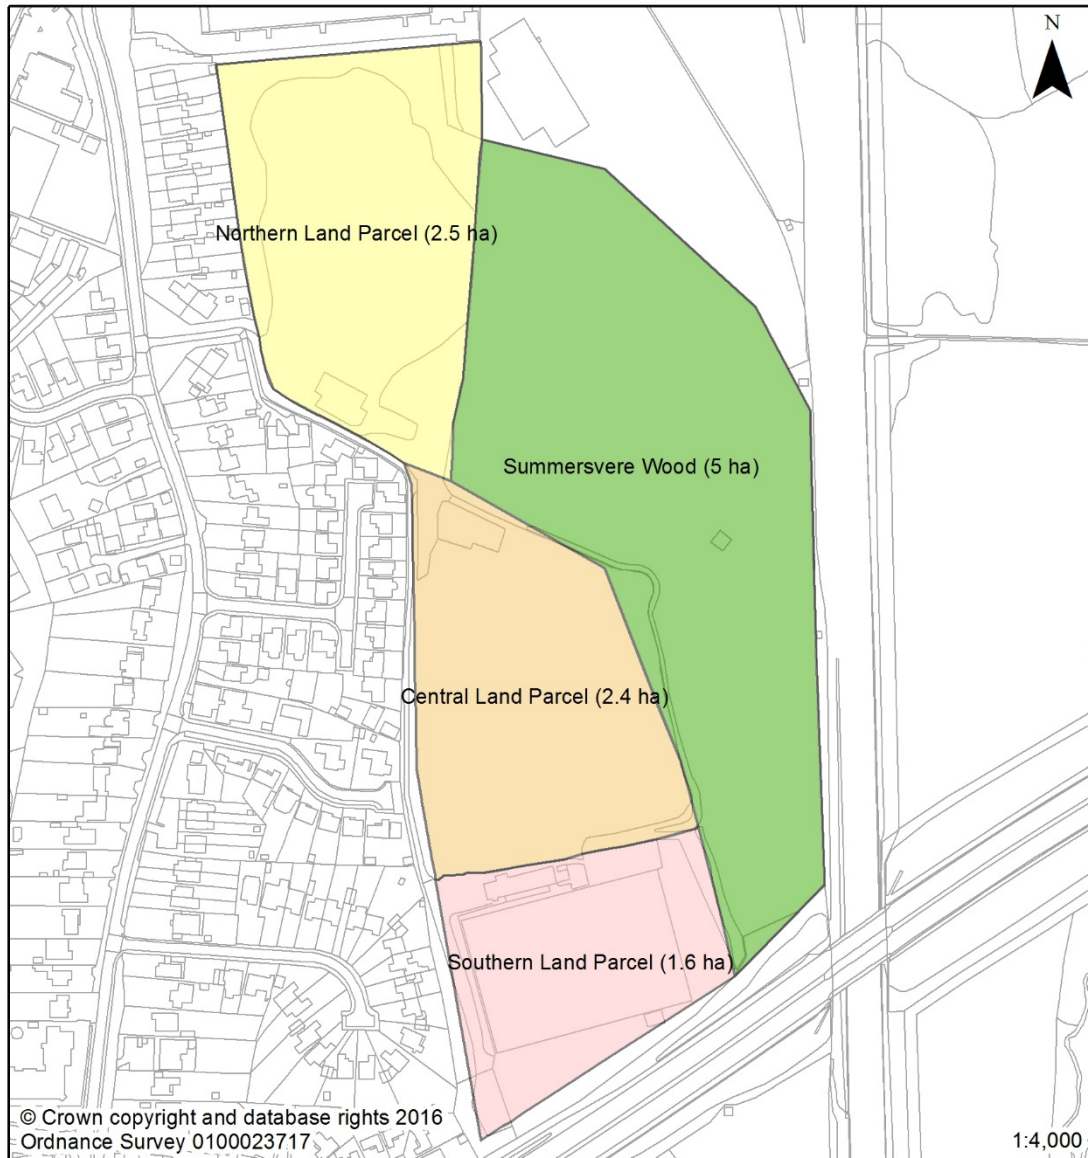 N
Northern Land Parcel (2.5 ha)
Summersvere Wood (5 ha)
Central Land Parcel (2.4 ha)
Southern Land Parcel (1.6 ha)
© Crown copyright and database rights 2016
Ordnance Survey 0100023717
1:4,000